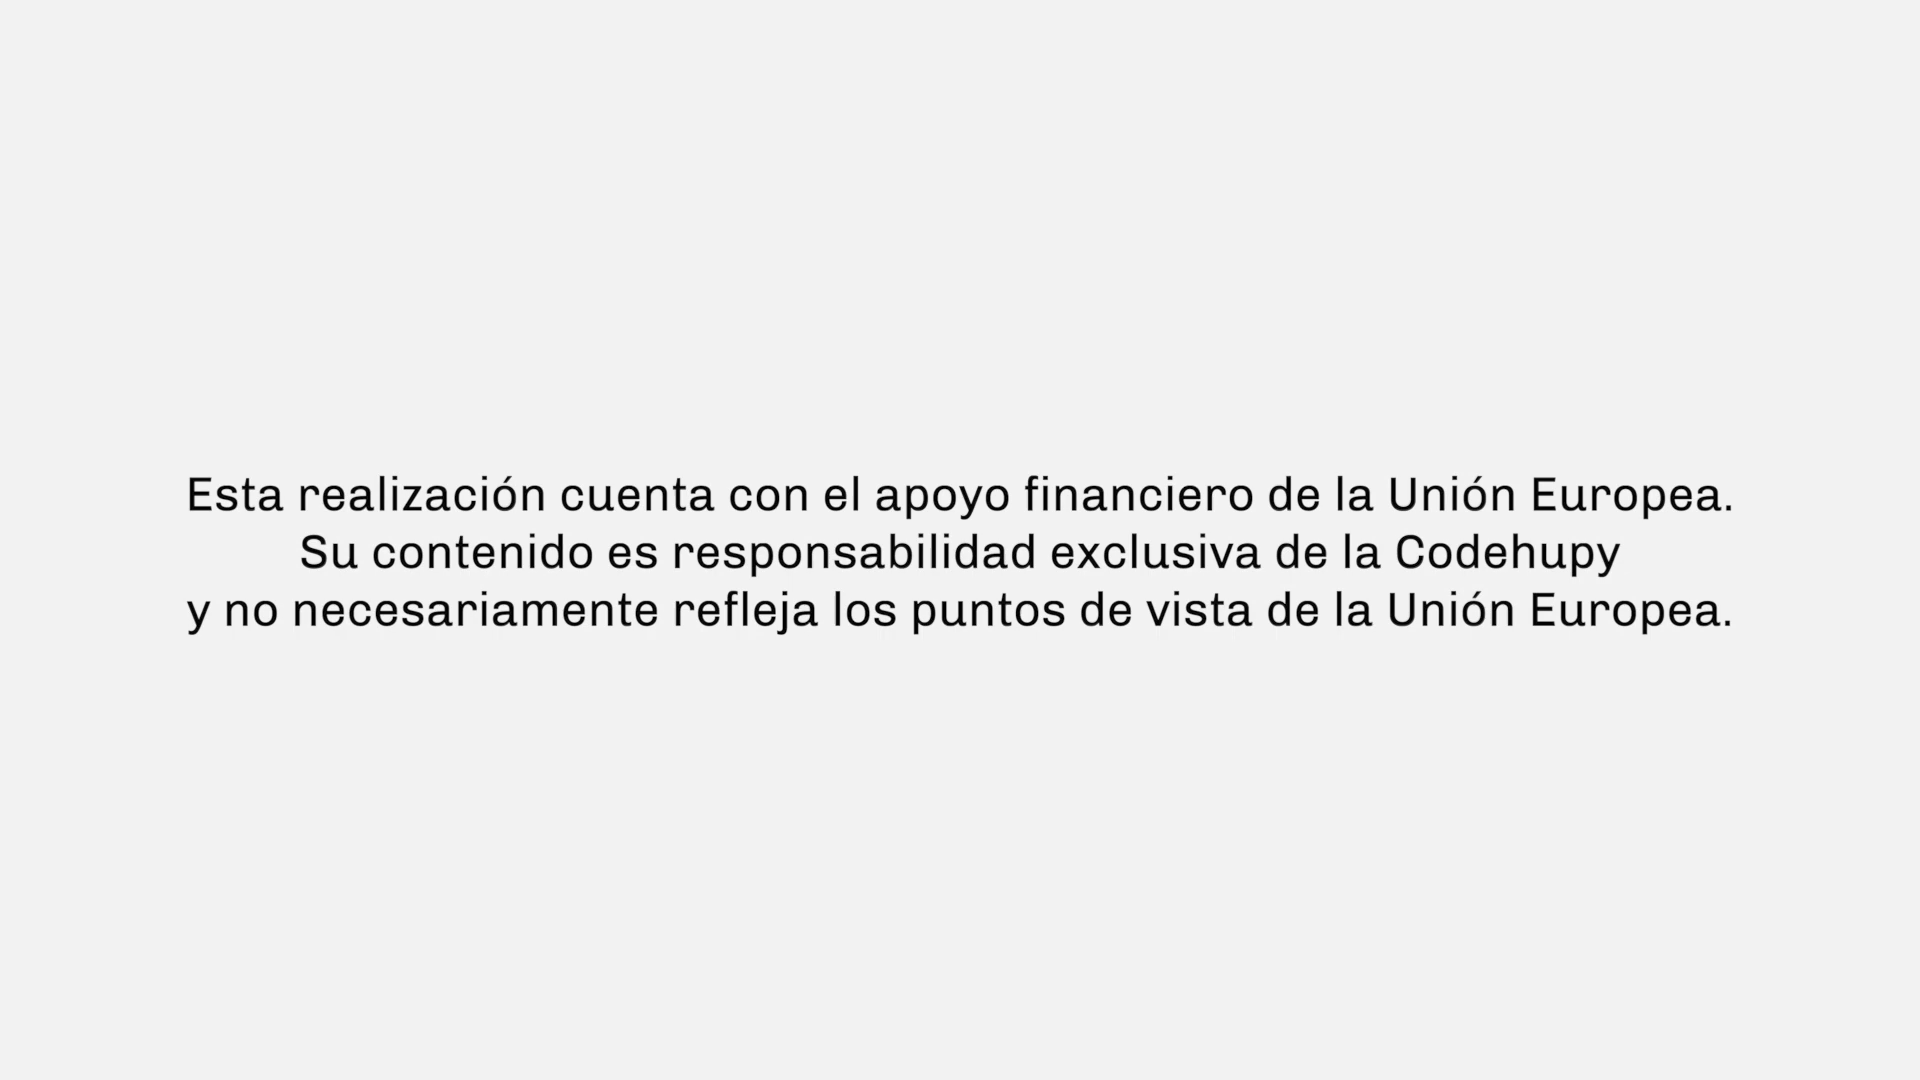 Esta realización cuenta con el apoyo financiero de la Unión Europea.
Su contenido es responsabilidad exclusiva de la Codehupy
y no necesariamente refleja los puntos de vista de la Unión Europea.